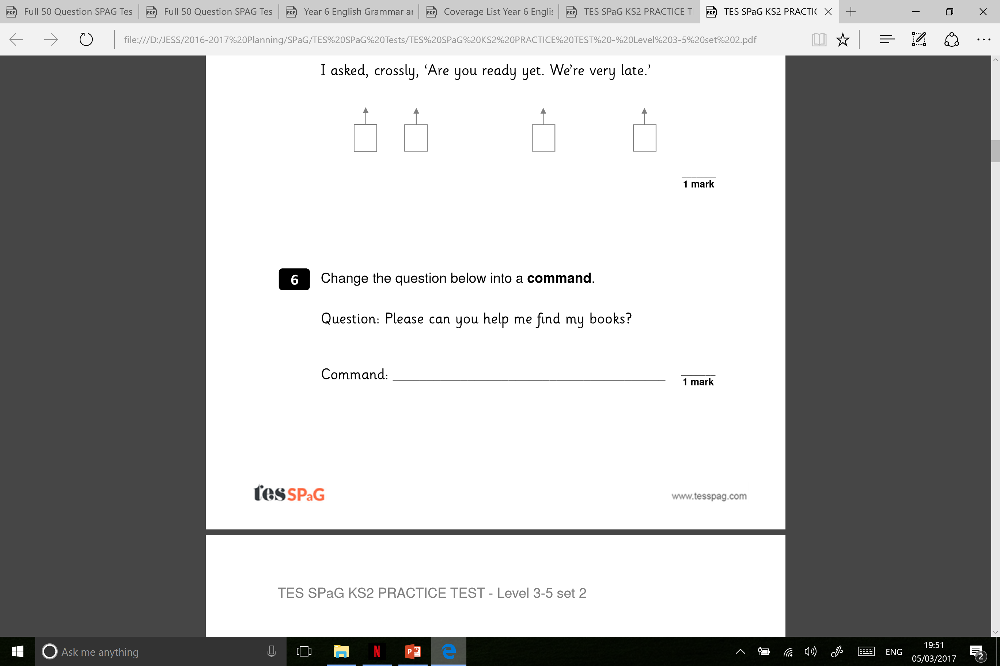 Full 50 Question SPAG Tes
Full 50 Question SPAG Tes
Year 6 English Grammar ar
Coverage List Year 6 Englis
TES SPaG KS2 PRACTICE TI
TES SPaG KS2 PRACTIC
file:///D:/JESS/2016-2017%20Planning/SPaG/TES%20SPaG%20Tests/TES%20SPaG%20KS2%20PRACTICE%20TEST%20-%20Level%203-5%20set%202.pdf
I asked, crossly, ‘Are you ready yet. We’re very late.’
1 mark
6 Change the question below into a command.
Question: Please can you help me find my books?
Command: ____________________
1 mark
tes SPaG
www.tesspag.com
TES SPaG KS2 PRACTICE TEST - Level 3-5 set 2
Ask me anything
ENG
19:51
05/03/2017
2